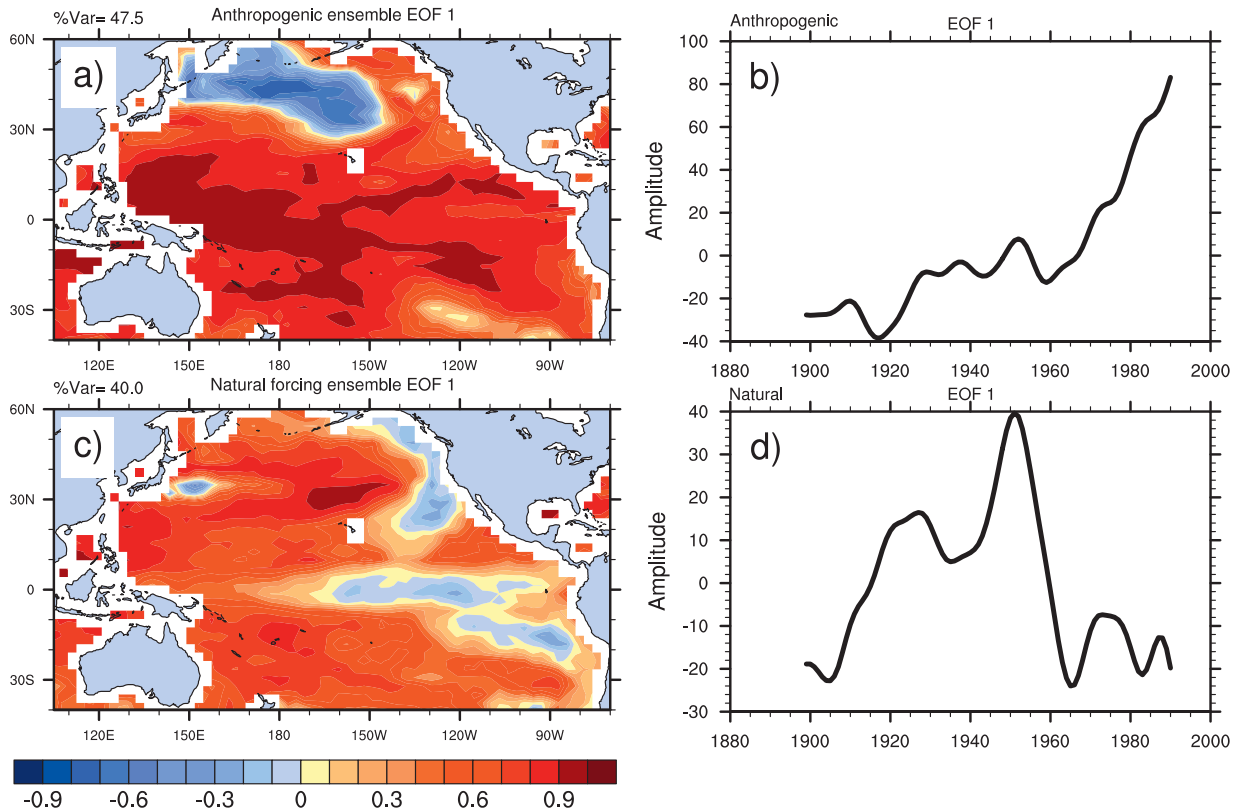 %Var= 47.5 Anthropogenic ensemble EOF 1
a)
60N
30N
0
30S
120E 150E 180 150W 120W 90W
Anthropogenic EOF 1
b)
Amplitude
100
80
60
40
20
0
-20
-40
1880 1900 1920 1940 1960 1980 2000
%Var= 40.0 Natural forcing ensemble EOF 1
c)
60N
30N
0
30S
120E 150E 180 150W 120W 90W
Natural EOF 1
d)
Amplitude
40
30
20
10
0
-10
-20
-30
1880 1900 1920 1940 1960 1980 2000
-0.9 -0.6 -0.3 0 0.3 0.6 0.9